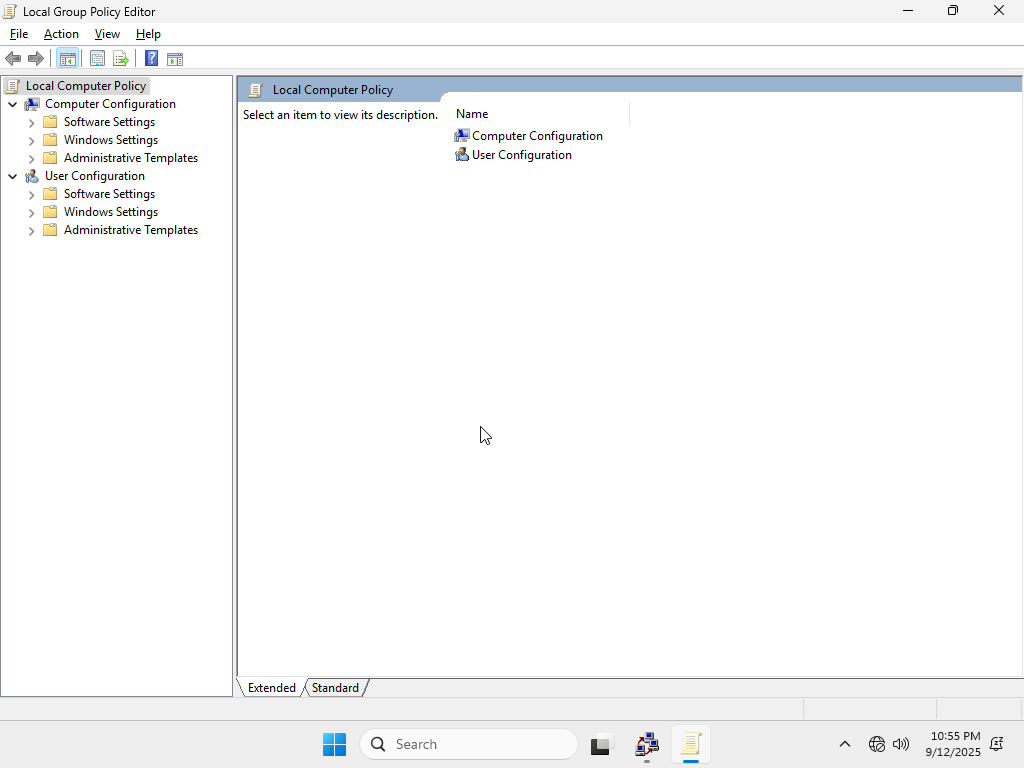 Local Group Policy Editor
File Action View Help
Local Computer Policy
Computer Configuration
Software Settings
Windows Settings
Administrative Templates
User Configuration
Software Settings
Windows Settings
Administrative Templates
Local Computer Policy
Select an item to view its description.
Name
Computer Configuration
User Configuration
Extended Standard
Search
10:55 PM
9/12/2025